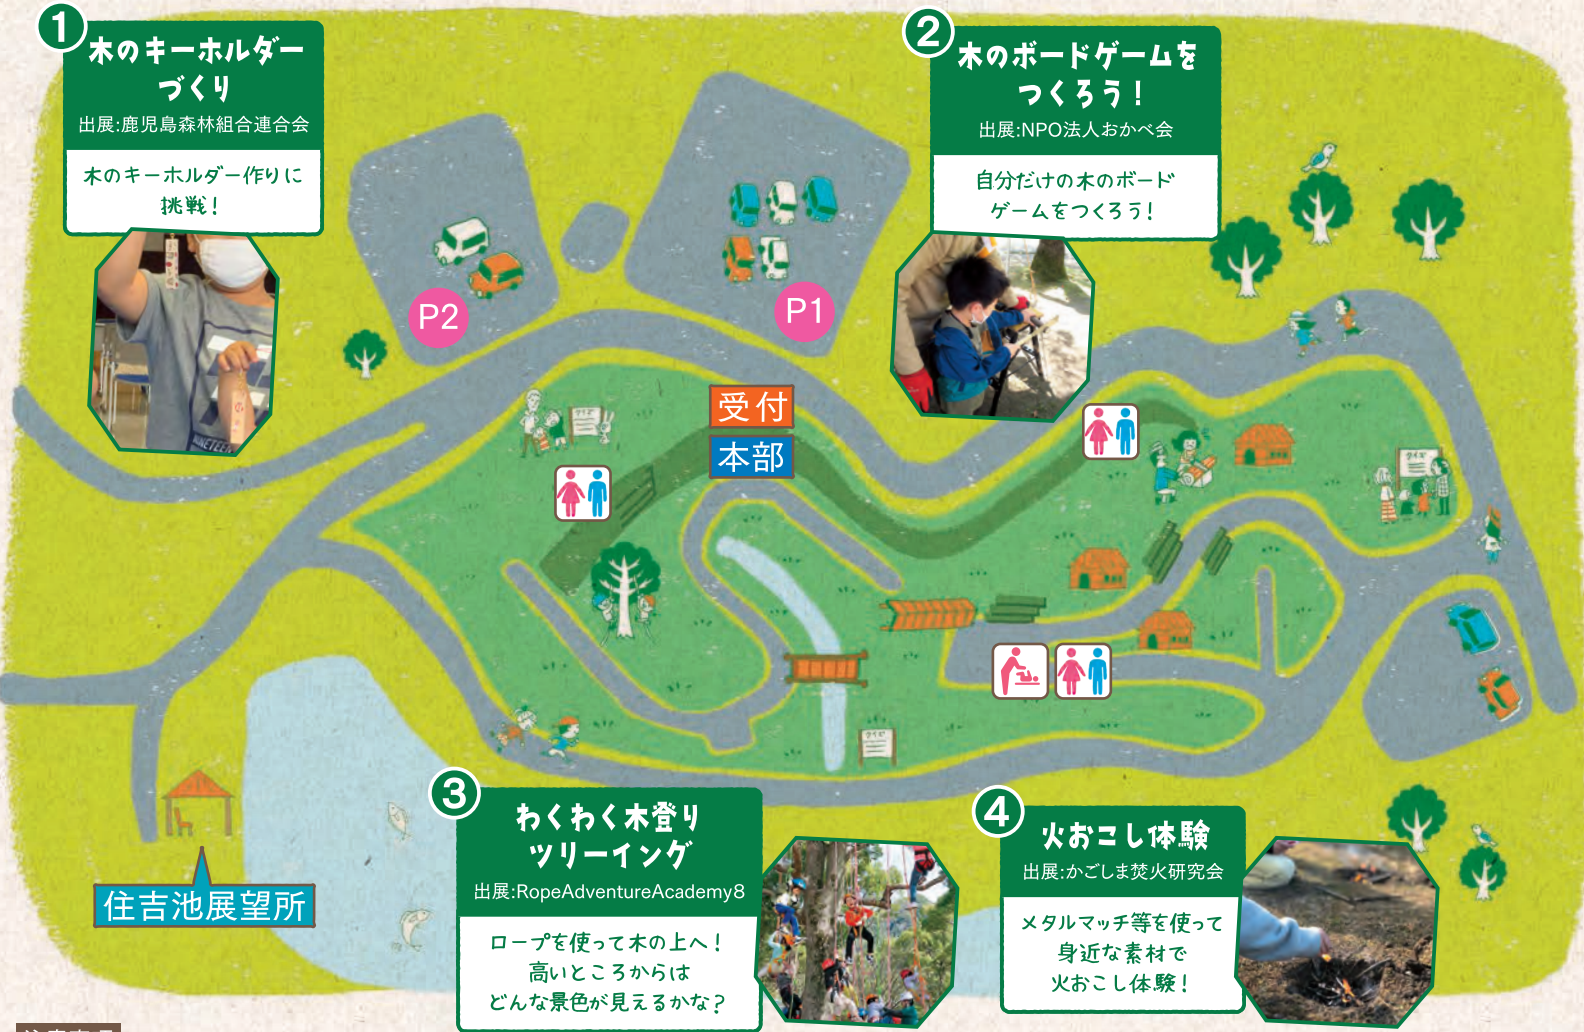 1
木のキーホルダー
づくり
出展:鹿児島森林組合連合会
木のキーホルダー作りに
挑戦!
2
木のボードゲームを
つくろう!
出展:NPO法人おかべ会
自分だけの木のボード
ゲームをつくろう!
P2
P1
受付
本部
クイズ
クイズ
クイズ
住吉池展望所
3
わくわく木登り
ツリーイング
出展:RopeAdventureAcademy8
ロープを使って木の上へ!
高いところからは
どんな景色が見えるかな?
4
火おこし体験
出展:かごしま焚火研究会
メタルマッチ等を使って
身近な素材で
火おこし体験!